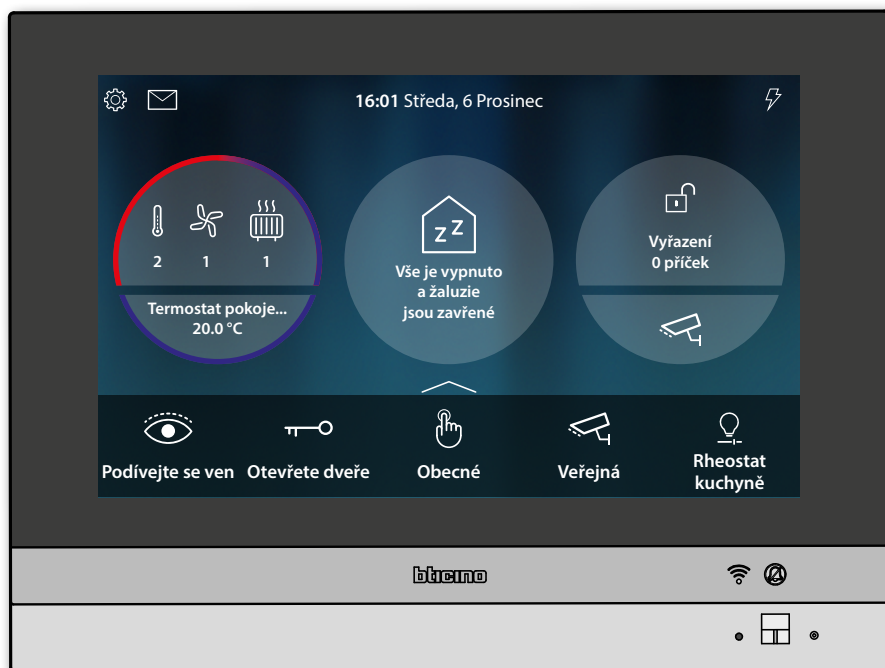 16:01 Středa, 6 Prosinec
2 1 1
Termostat pokoje...
20.0 °C
zz
Vše je vypnuto
a žaluzie
jsou zavřené
Vyřazení
0 příček
Podívejte se ven
Otevřete dveře
Obecné
Veřejná
Rheostat
kuchyně
bticino